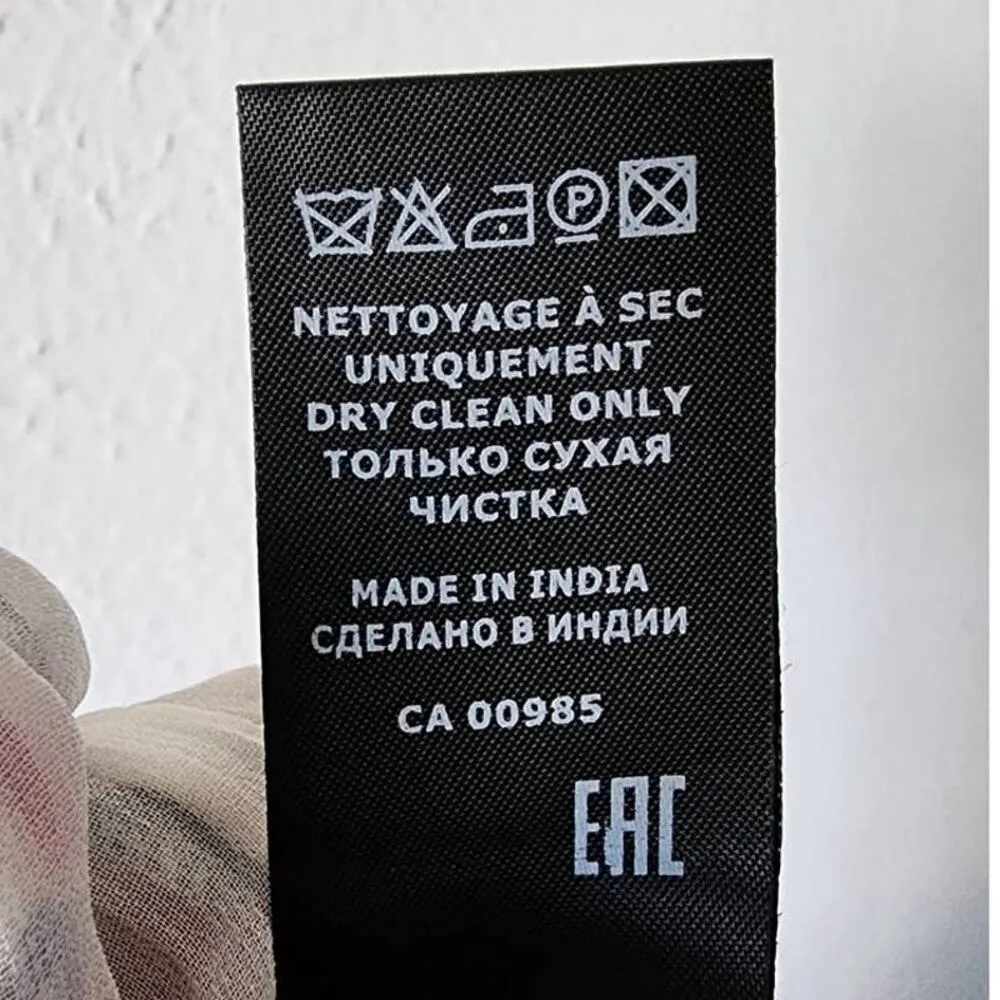 P
NETTOYAGE À SEC
UNIQUEMENT
DRY CLEAN ONLY
ТОЛЬКО СУХАЯ
ЧИСТКА
MADE IN INDIA
СДЕЛАНО В ИНДИИ
CA 00985
EAC